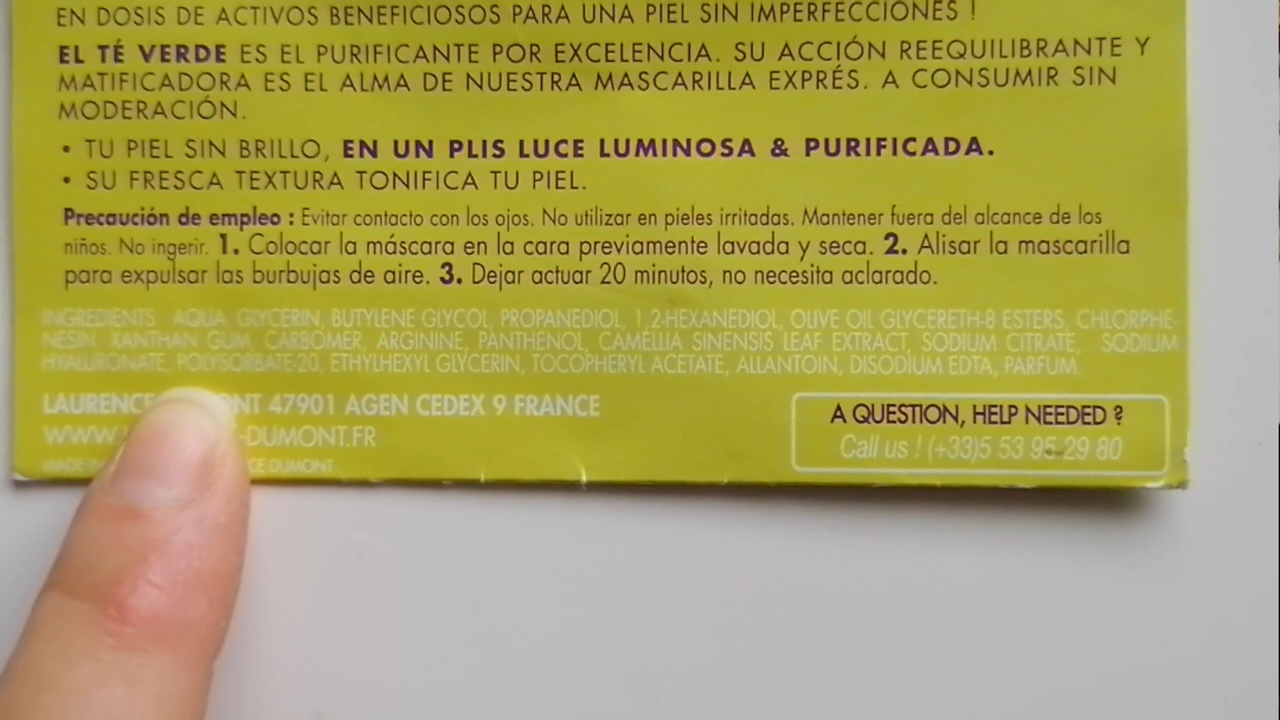 EN DOSIS DE ACTIVOS BENEFICIOSOS PARA UNA PIEL SIN IMPERFECCIONES !
EL TÉ VERDE ES EL PURIFICANTE POR EXCELENCIA. SU ACCIÓN REEQUILIBRANTE Y
MATIFICADORA ES EL ALMA DE NUESTRA MASCARILLA EXPRÉS. A CONSUMIR SIN
MODERACIÓN.
• TU PIEL SIN BRILLO, EN UN PLIS LUCE LUMINOSA & PURIFICADA.
• SU FRESCA TEXTURA TONIFICA TU PIEL.
Precaución de empleo : Evitar contacto con los ojos. No utilizar en pieles irritadas. Mantener fuera del alcance de los
niños. No ingerir. 1. Colocar la máscara en la cara previamente lavada y seca. 2. Alisar la mascarilla
para expulsar las burbujas de aire. 3. Dejar actuar 20 minutos, no necesita aclarado.
INGREDIENTS AQUA, GLYCERIN, BUTYLENE GLYCOL, PROPANEDIOL, 1,2-HEXANEDIOL, OLIVE OIL GLYCERETH-8 ESTERS, CHLORPHE-
NESIN, XANTHAN GUM, CARBOMER, ARGININE, PANTHENOL, CAMELLIA SINENSIS LEAF EXTRACT, SODIUM CITRATE, SODIUM
HYALURONATE, POLYSORBATE-20, ETHYLHEXYL GLYCERIN, TOCOPHERYL ACETATE, ALLANTOIN, DISODIUM EDTA, PARFUM.
LAURENCE 47901 AGEN CEDEX 9 FRANCE
WWW. -DUMONT.FR
MADE IN DUMONT
A QUESTION, HELP NEEDED ?
Call us ! (+33)5 53 95 29 80